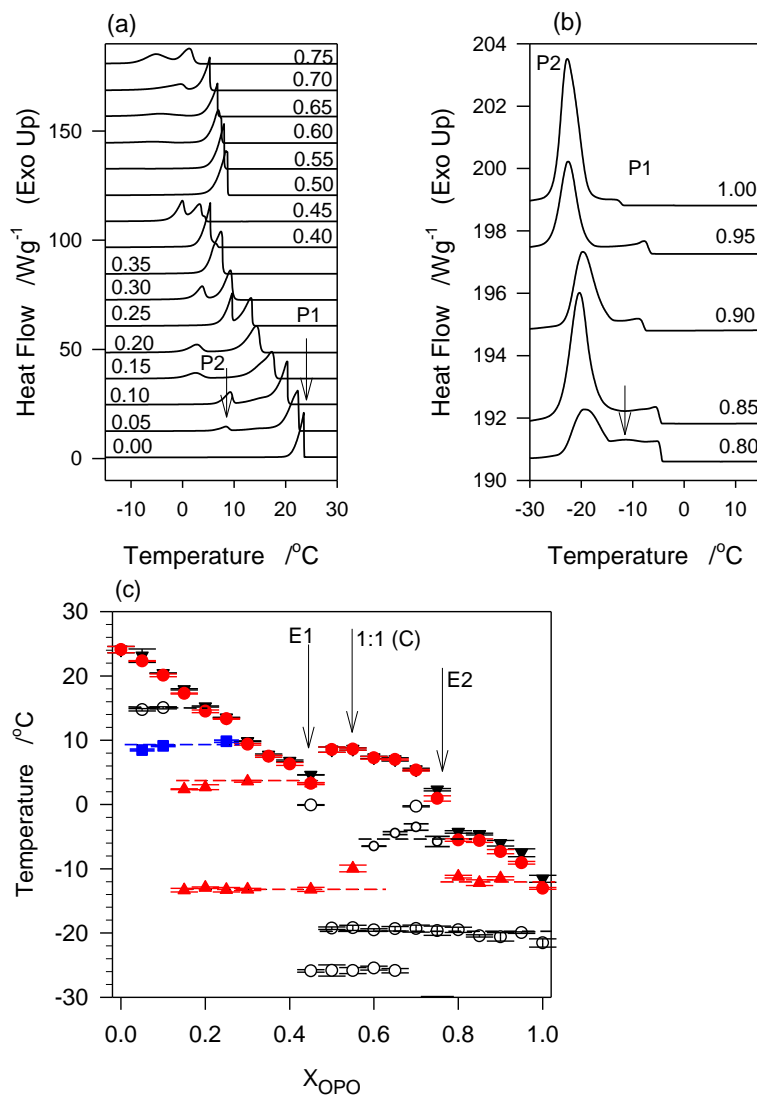 (a)
(b)
Heat Flow /Wg⁻¹ (Exo Up)
150
100
50
0
0.75
0.70
0.65
0.60
0.55
0.50
0.45
0.40
0.35
0.30
0.25
P1
0.20
0.15
P2
0.10
0.05
0.00
-10 0 10 20 30
Temperature /°C
Heat Flow /Wg⁻¹ (Exo Up)
204
202
200
198
196
194
192
190
P2
P1
1.00
0.95
0.90
0.85
0.80
-30 -20 -10 0 10
Temperature /°C
(c)
Temperature /°C
30
20
10
0
-10
-20
-30
E1
1:1 (C)
E2
0.0 0.2 0.4 0.6 0.8 1.0
X_OPO